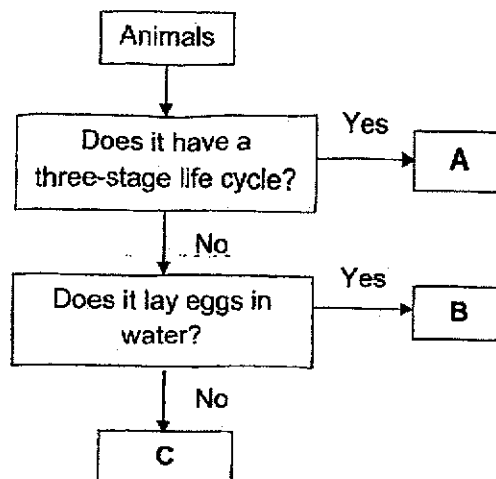 Animals
Does it have a
three-stage life cycle?
Yes
A
No
Does it lay eggs in
water?
Yes
B
No
C